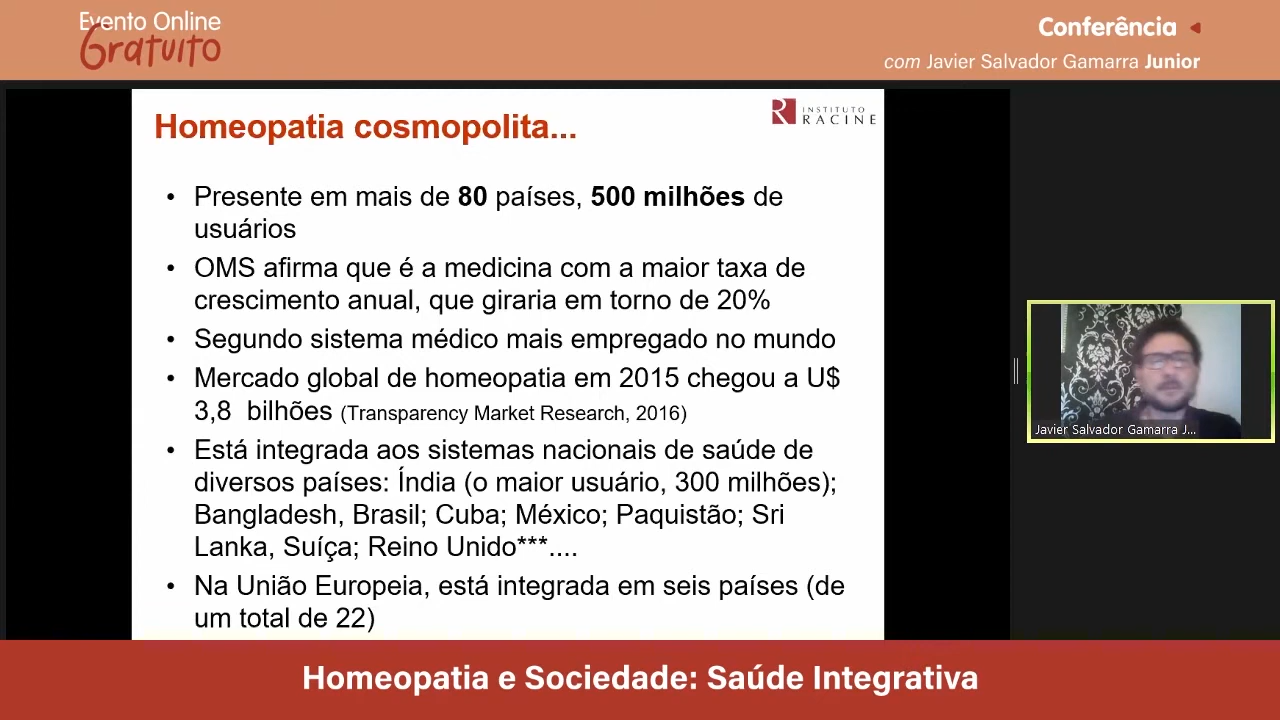 Evento Online
Gratuito
Conferência
com Javier Salvador Gamarra Junior
Homeopatia cosmopolita...
INSTITUTO
RACINE
• Presente em mais de 80 países, 500 milhões de
usuários
• OMS afirma que é a medicina com a maior taxa de
crescimento anual, que giraria em torno de 20%
• Segundo sistema médico mais empregado no mundo
• Mercado global de homeopatia em 2015 chegou a U$
3,8 bilhões (Transparency Market Research, 2016)
• Está integrada aos sistemas nacionais de saúde de
diversos países: Índia (o maior usuário, 300 milhões);
Bangladesh, Brasil; Cuba; México; Paquistão; Sri
Lanka, Suíça; Reino Unido***....
• Na União Europeia, está integrada em seis países (de
um total de 22)
Javier Salvador Gamarra J...
Homeopatia e Sociedade: Saúde Integrativa